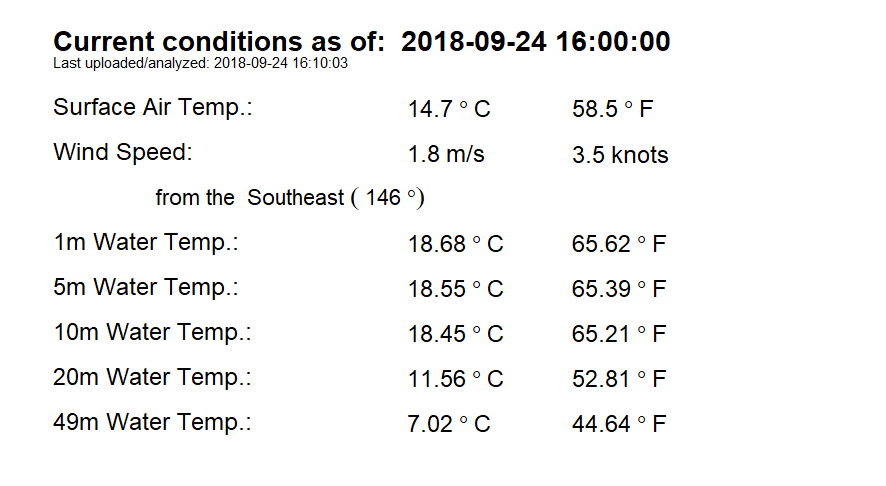 Current conditions as of: 2018-09-24 16:00:00
Last uploaded/analyzed: 2018-09-24 16:10:03
Surface Air Temp.: 14.7 ° C 58.5 ° F
Wind Speed: 1.8 m/s 3.5 knots
from the Southeast ( 146 °)
1m Water Temp.: 18.68 ° C 65.62 ° F
5m Water Temp.: 18.55 ° C 65.39 ° F
10m Water Temp.: 18.45 ° C 65.21 ° F
20m Water Temp.: 11.56 ° C 52.81 ° F
49m Water Temp.: 7.02 ° C 44.64 ° F